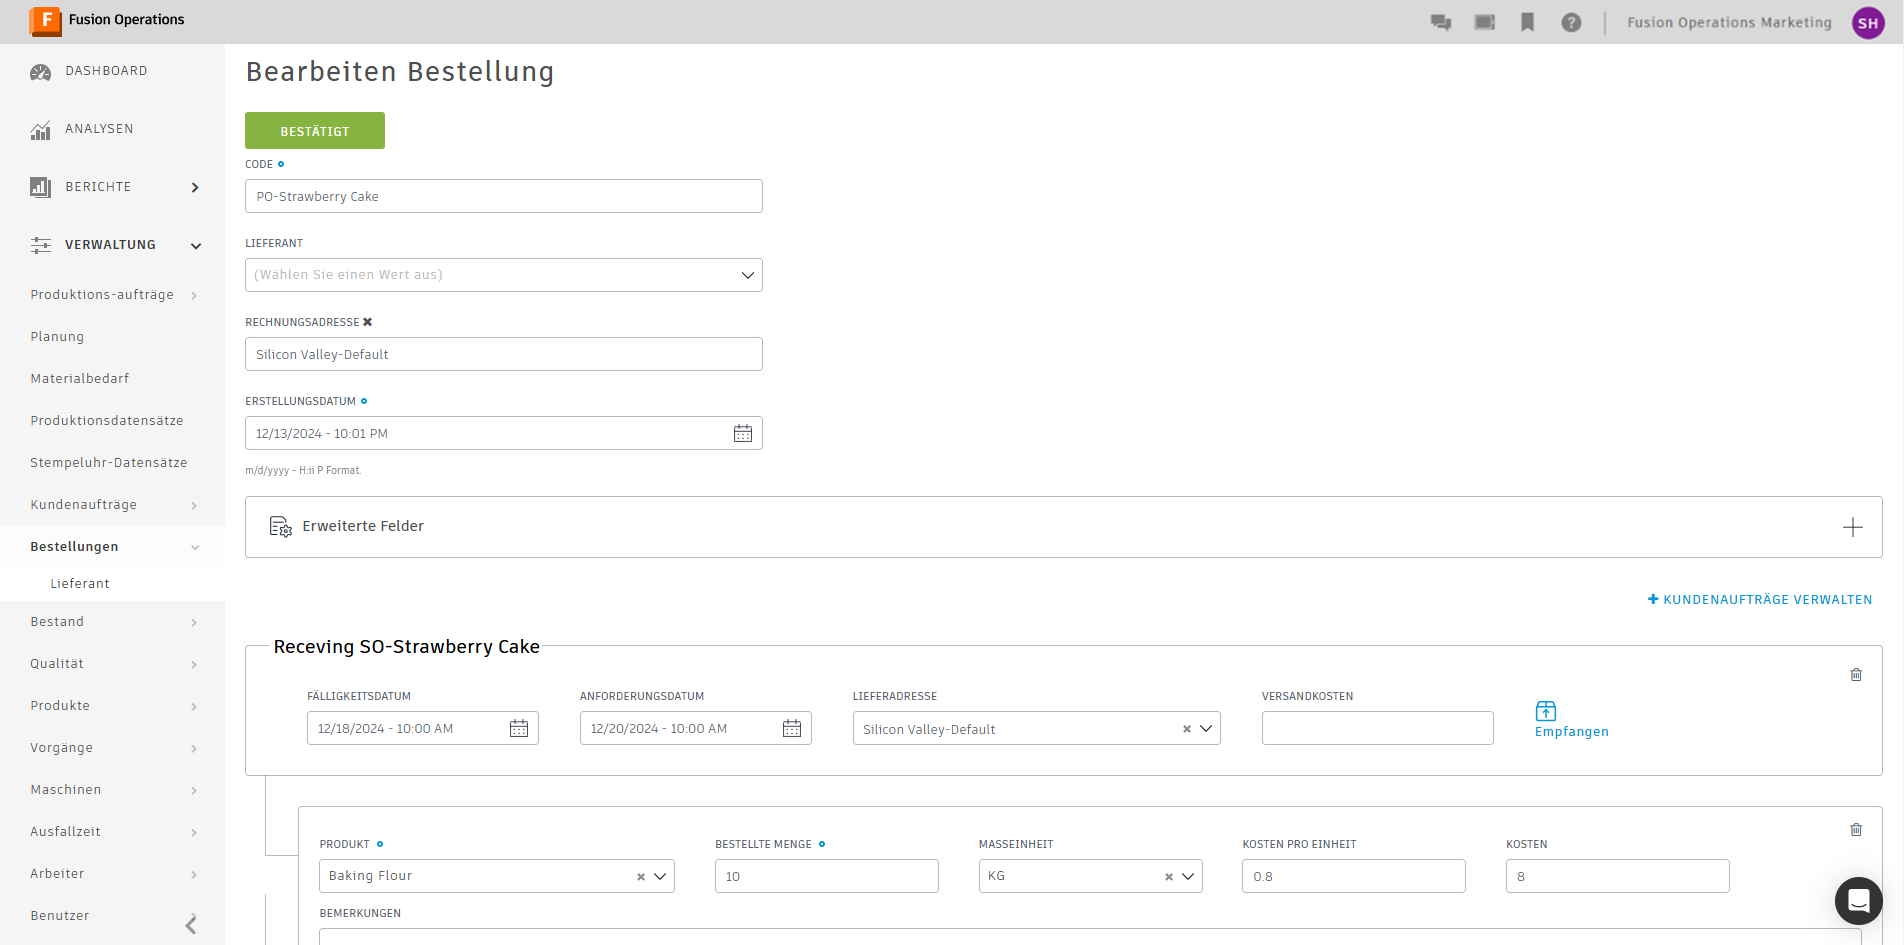 F Fusion Operations
Fusion Operations Marketing SH
DASHBOARD
ANALYSEN
BERICHTE
VERWALTUNG
Produktions-aufträge
Planung
Materialbedarf
Produktionsdatensätze
Stempeluhr-Datensätze
Kundenaufträge
Bestellungen
Lieferant
Bestand
Qualität
Produkte
Vorgänge
Maschinen
Ausfallzeit
Arbeiter
Benutzer
Bearbeiten Bestellung
BESTÄTIGT
CODE
PO-Strawberry Cake
LIEFERANT
(Wählen Sie einen Wert aus)
RECHNUNGSADRESSE
Silicon Valley-Default
ERSTELLUNGSDATUM
12/13/2024 - 10:01 PM
m/d/yyyy - H:ii P Format.
Erweiterte Felder
KUNDENAUFTRÄGE VERWALTEN
Receving SO-Strawberry Cake
FÄLLIGKEITSDATUM ANFORDERUNGSDATUM LIEFERADRESSE VERSANDKOSTEN
12/18/2024 - 10:00 AM 12/20/2024 - 10:00 AM Silicon Valley-Default Empfangen
PRODUKT BESTELLTE MENGE MASSEINHEIT KOSTEN PRO EINHEIT KOSTEN
Baking Flour 10 KG 0.8 8
BEMERKUNGEN